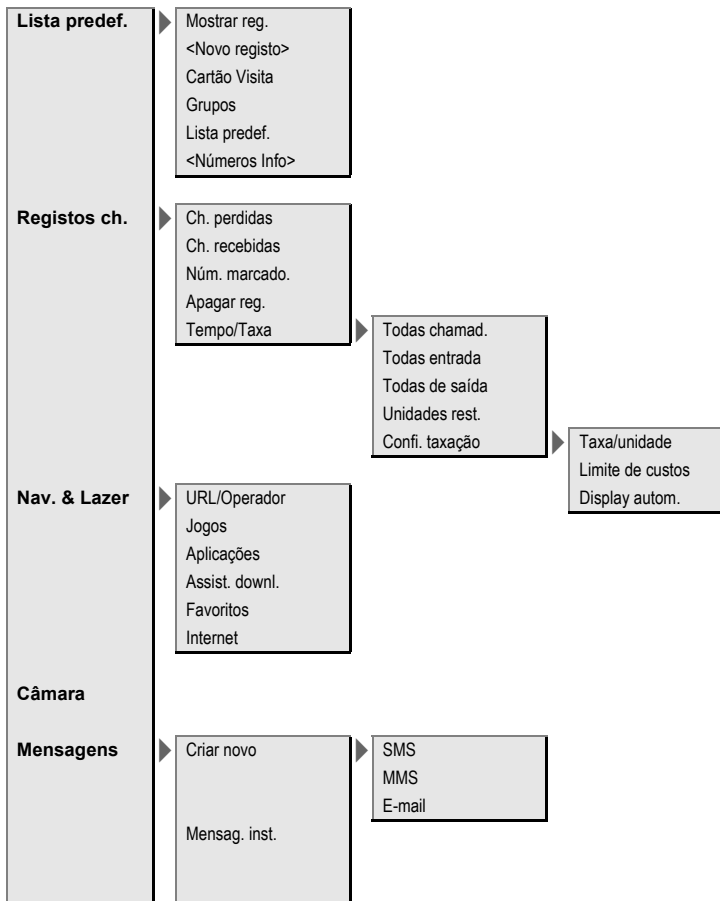 Lista predef.
Mostrar reg.
<Novo registo>
Cartão Visita
Grupos
Lista predef.
<Números Info>
Registos ch.
Ch. perdidas
Ch. recebidas
Núm. marcado.
Apagar reg.
Tempo/Taxa
Todas chamad.
Todas entrada
Todas de saída
Unidades rest.
Confi. taxação
Taxa/unidade
Limite de custos
Display autom.
Nav. & Lazer
URL/Operador
Jogos
Aplicações
Assist. downl.
Favoritos
Internet
Câmara
Mensagens
Criar novo
SMS
MMS
E-mail
Mensag. inst.